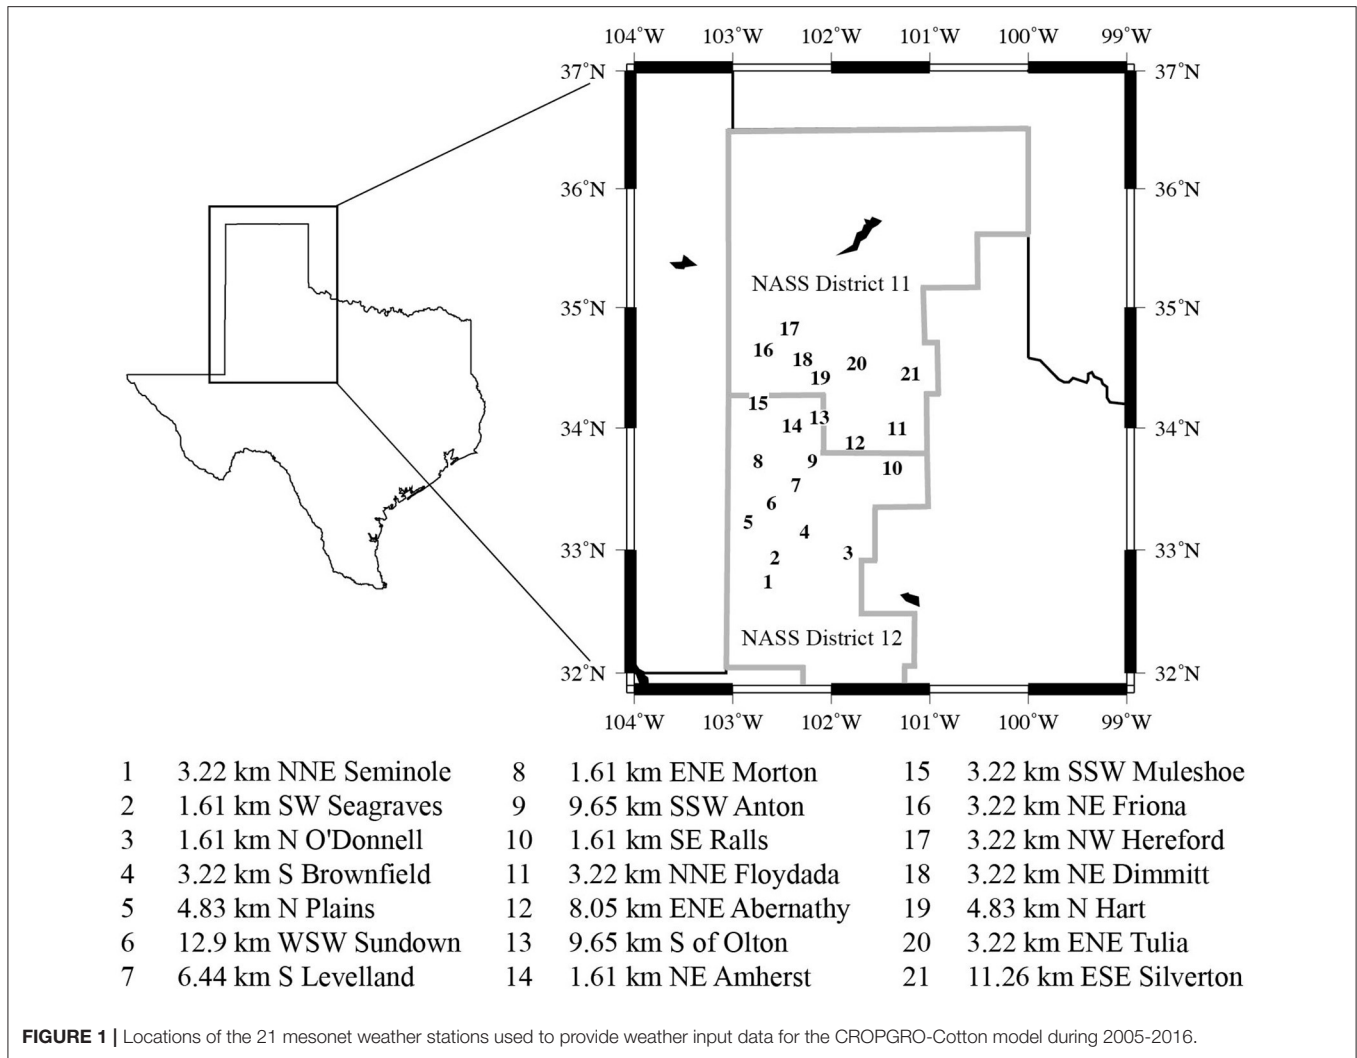 104°W 103°W 102°W 101°W 100°W 99°W
37°N 37°N
36°N 36°N
NASS District 11
35°N 35°N
17
16 18 20 21
19
15 13
14 11
34°N 34°N
12
8 9 10
7
6
5 4
33°N 3 33°N
2
1
NASS District 12
32°N 32°N
104°W 103°W 102°W 101°W 100°W 99°W
1 3.22 km NNE Seminole 8 1.61 km ENE Morton 15 3.22 km SSW Muleshoe
2 1.61 km SW Seagraves 9 9.65 km SSW Anton 16 3.22 km NE Friona
3 1.61 km N O'Donnell 10 1.61 km SE Ralls 17 3.22 km NW Hereford
4 3.22 km S Brownfield 11 3.22 km NNE Floydada 18 3.22 km NE Dimmitt
5 4.83 km N Plains 12 8.05 km ENE Abernathy 19 4.83 km N Hart
6 12.9 km WSW Sundown 13 9.65 km S of Olton 20 3.22 km ENE Tulia
7 6.44 km S Levelland 14 1.61 km NE Amherst 21 11.26 km ESE Silverton
FIGURE 1 | Locations of the 21 mesonet weather stations used to provide weather input data for the CROPGRO-Cotton model during 2005-2016.